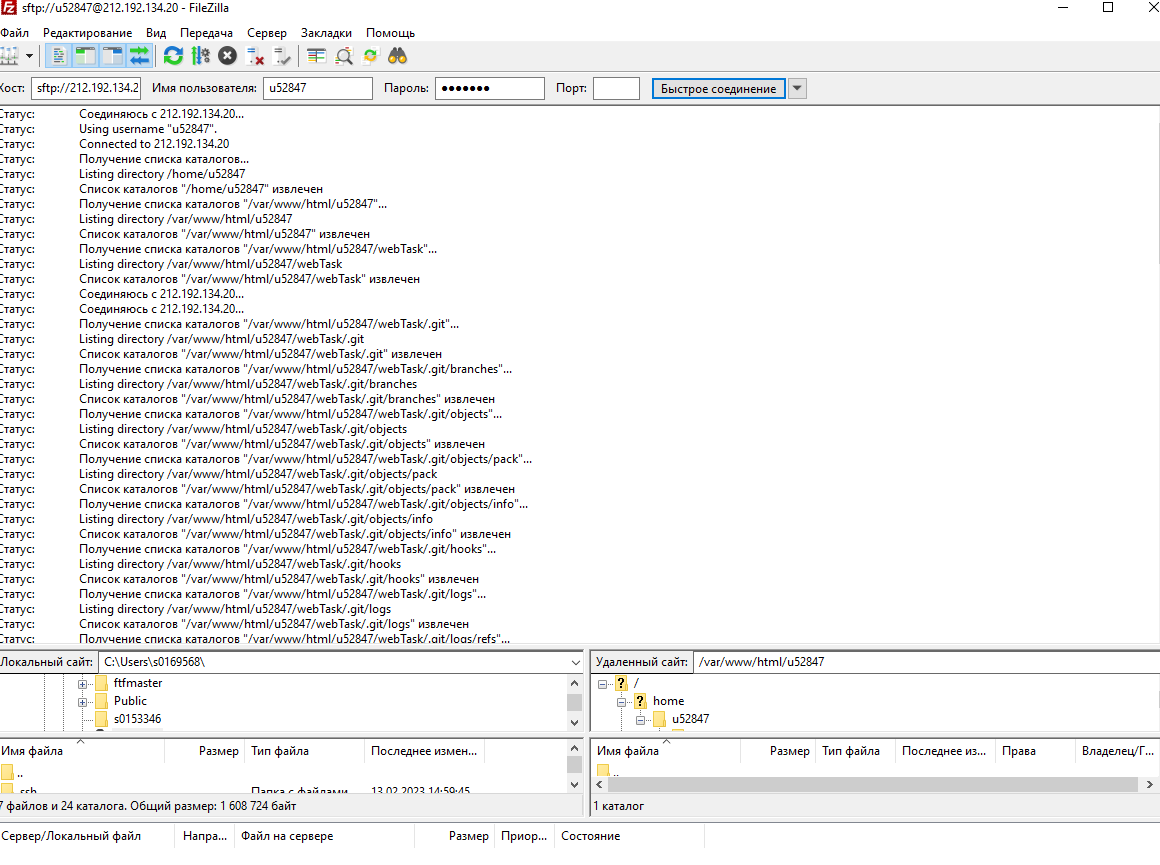 sftp://u52847@212.192.134.20 - FileZilla
Файл Редактирование Вид Передача Сервер Закладки Помощь
Хост: sftp://212.192.134.2 Имя пользователя: u52847 Пароль: ●●●●●●● Порт: Быстрое соединение
Статус: Соединяюсь с 212.192.134.20...
Статус: Using username "u52847".
Статус: Connected to 212.192.134.20
Статус: Получение списка каталогов...
Статус: Listing directory /home/u52847
Статус: Список каталогов "/home/u52847" извлечен
Статус: Получение списка каталогов "/var/www/html/u52847"...
Статус: Listing directory /var/www/html/u52847
Статус: Список каталогов "/var/www/html/u52847" извлечен
Статус: Получение списка каталогов "/var/www/html/u52847/webTask"...
Статус: Listing directory /var/www/html/u52847/webTask
Статус: Список каталогов "/var/www/html/u52847/webTask" извлечен
Статус: Соединяюсь с 212.192.134.20...
Статус: Соединяюсь с 212.192.134.20...
Статус: Получение списка каталогов "/var/www/html/u52847/webTask/.git"...
Статус: Listing directory /var/www/html/u52847/webTask/.git
Статус: Список каталогов "/var/www/html/u52847/webTask/.git" извлечен
Статус: Получение списка каталогов "/var/www/html/u52847/webTask/.git/branches"...
Статус: Listing directory /var/www/html/u52847/webTask/.git/branches
Статус: Список каталогов "/var/www/html/u52847/webTask/.git/branches" извлечен
Статус: Получение списка каталогов "/var/www/html/u52847/webTask/.git/objects"...
Статус: Listing directory /var/www/html/u52847/webTask/.git/objects
Статус: Список каталогов "/var/www/html/u52847/webTask/.git/objects" извлечен
Статус: Получение списка каталогов "/var/www/html/u52847/webTask/.git/objects/pack"...
Статус: Listing directory /var/www/html/u52847/webTask/.git/objects/pack
Статус: Список каталогов "/var/www/html/u52847/webTask/.git/objects/pack" извлечен
Статус: Получение списка каталогов "/var/www/html/u52847/webTask/.git/objects/info"...
Статус: Listing directory /var/www/html/u52847/webTask/.git/objects/info
Статус: Список каталогов "/var/www/html/u52847/webTask/.git/objects/info" извлечен
Статус: Получение списка каталогов "/var/www/html/u52847/webTask/.git/hooks"...
Статус: Listing directory /var/www/html/u52847/webTask/.git/hooks
Статус: Список каталогов "/var/www/html/u52847/webTask/.git/hooks" извлечен
Статус: Получение списка каталогов "/var/www/html/u52847/webTask/.git/logs"...
Статус: Listing directory /var/www/html/u52847/webTask/.git/logs
Статус: Список каталогов "/var/www/html/u52847/webTask/.git/logs" извлечен
Статус: Получение списка каталогов "/var/www/html/u52847/webTask/.git/logs/refs"...
Локальный сайт: C:\Users\s0169568\
ftfmaster
Public
s0153346
Имя файла Размер Тип файла Последнее измен...
..
.ssh Папка с файлами 13.02.2023 14:59:45
7 файлов и 24 каталога. Общий размер: 1 608 724 байт
Удаленный сайт: /var/www/html/u52847
/
home
u52847
Имя файла Размер Тип файла Последнее из... Права Владелец/Г...
..
1 каталог
Сервер/Локальный файл Напра... Файл на сервере Размер Приор... Состояние